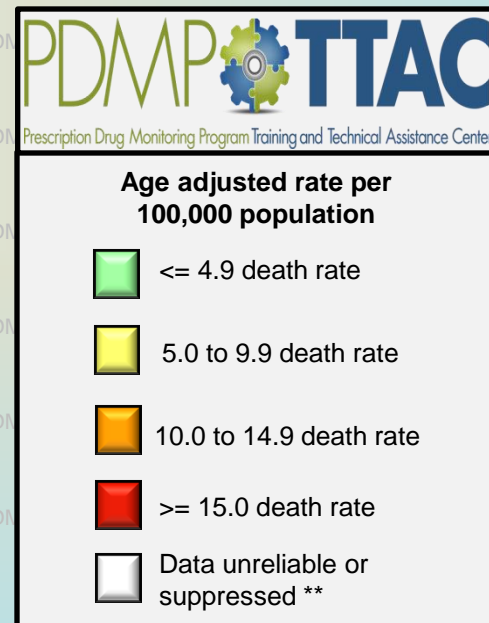 PDMP TTAC
Prescription Drug Monitoring Program Training and Technical Assistance Center
Age adjusted rate per
100,000 population
<= 4.9 death rate
5.0 to 9.9 death rate
10.0 to 14.9 death rate
>= 15.0 death rate
Data unreliable or
suppressed **